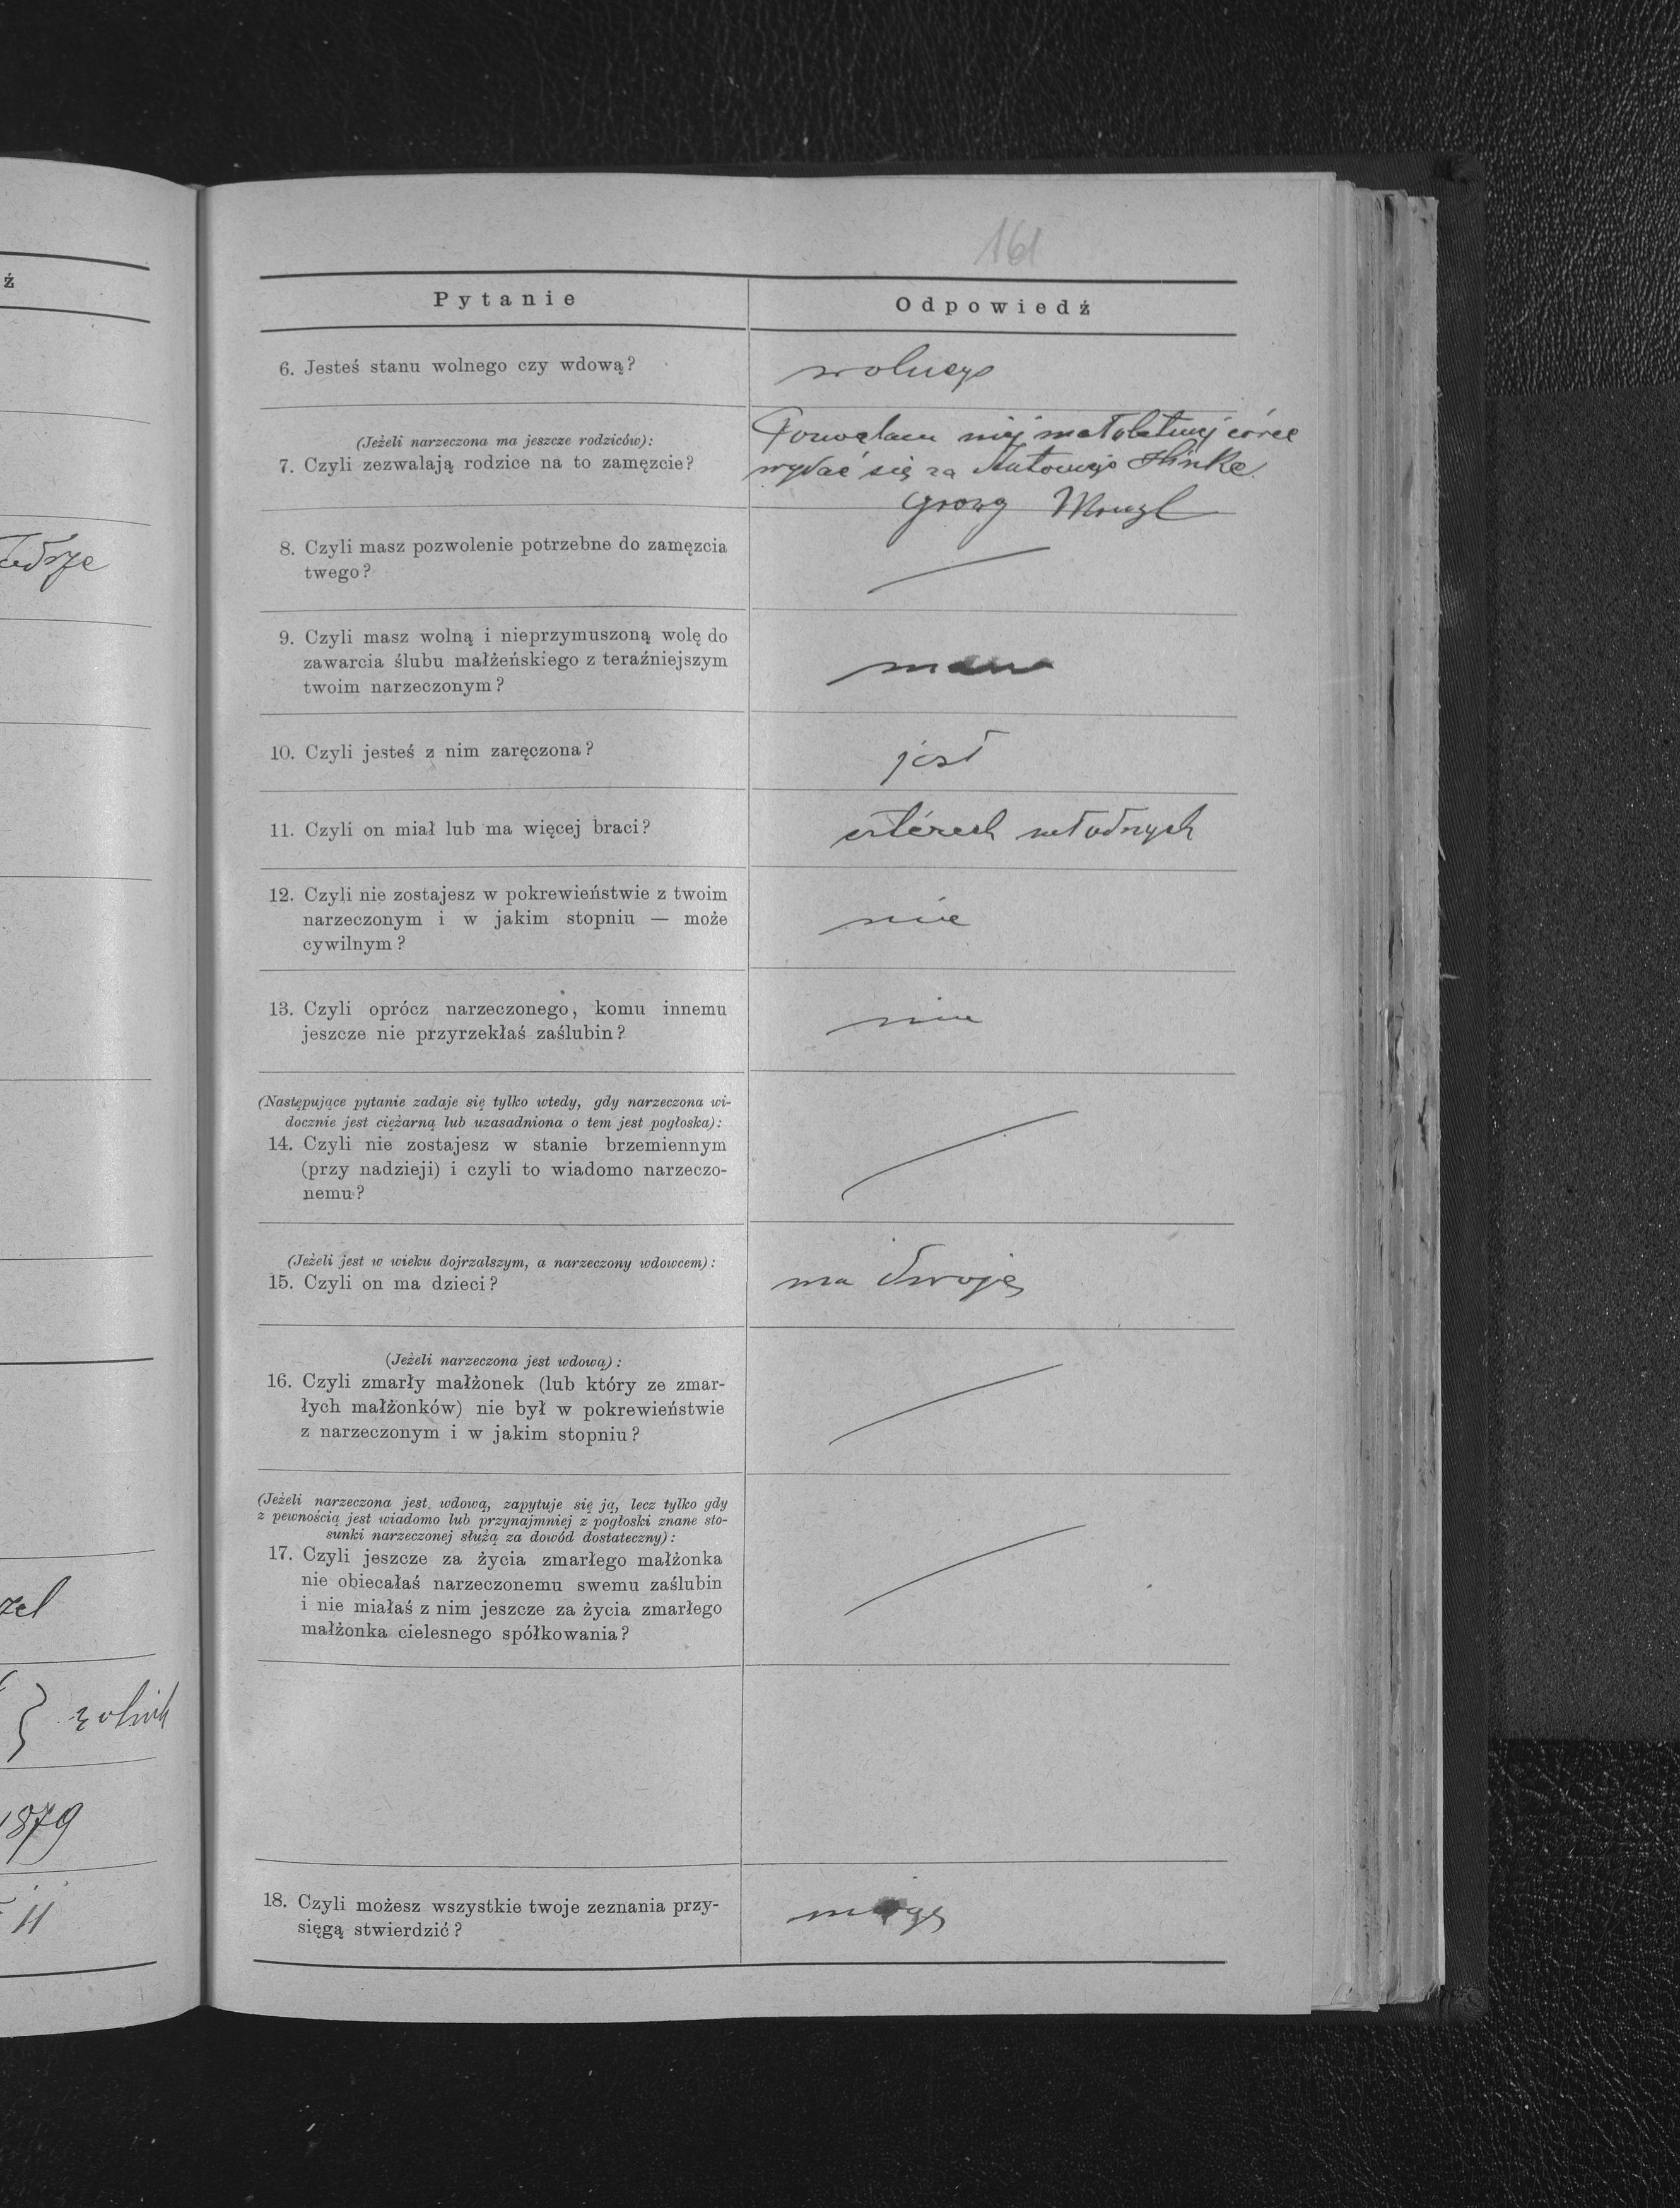 161
ź
Pytanie
Odpowiedź
6. Jesteś stanu wolnego czy wdową?
wolnego
(Jeżeli narzeczona ma jeszcze rodziców):
7. Czyli zezwalają rodzice na to zamęzcie?
Pozwalam mej małoletniej córce
wydać się za Antoniego Hinke
Georg
8. Czyli masz pozwolenie potrzebne do zamęzcia
twego?
9. Czyli masz wolną i nieprzymuszoną wolę do
zawarcia ślubu małżeńskiego z teraźniejszym
twoim narzeczonym?
mam
10. Czyli jesteś z nim zaręczona?
jest
11. Czyli on miał lub ma więcej braci?
młodszych
12. Czyli nie zostajesz w pokrewieństwie z twoim
narzeczonym i w jakim stopniu — może
cywilnym?
nie
13. Czyli oprócz narzeczonego, komu innemu
jeszcze nie przyrzekłaś zaślubin?
nie
(Następujące pytanie zadaje się tylko wtedy, gdy narzeczona wi-
docznie jest ciężarną lub uzasadniona o tem jest pogłoska):
14. Czyli nie zostajesz w stanie brzemiennym
(przy nadzieji) i czyli to wiadomo narzeczo-
nemu?
(Jeżeli jest w wieku dojrzalszym, a narzeczony wdowcem):
15. Czyli on ma dzieci?
ma dwoje
(Jeżeli narzeczona jest wdową):
16. Czyli zmarły małżonek (lub który ze zmar-
łych małżonków) nie był w pokrewieństwie
z narzeczonym i w jakim stopniu?
(Jeżeli narzeczona jest wdową, zapytuje się ją, lecz tylko gdy
z pewnością jest wiadomo lub przynajmniej z pogłoski znane sto-
sunki narzeczonej służą za dowód dostateczny):
17. Czyli jeszcze za życia zmarłego małżonka
nie obiecałaś narzeczonemu swemu zaślubin
i nie miałaś z nim jeszcze za życia zmarłego
małżonka cielesnego spółkowania?
zel
rolnik
1879
11
18. Czyli możesz wszystkie twoje zeznania przy-
sięgą stwierdzić?
mogę